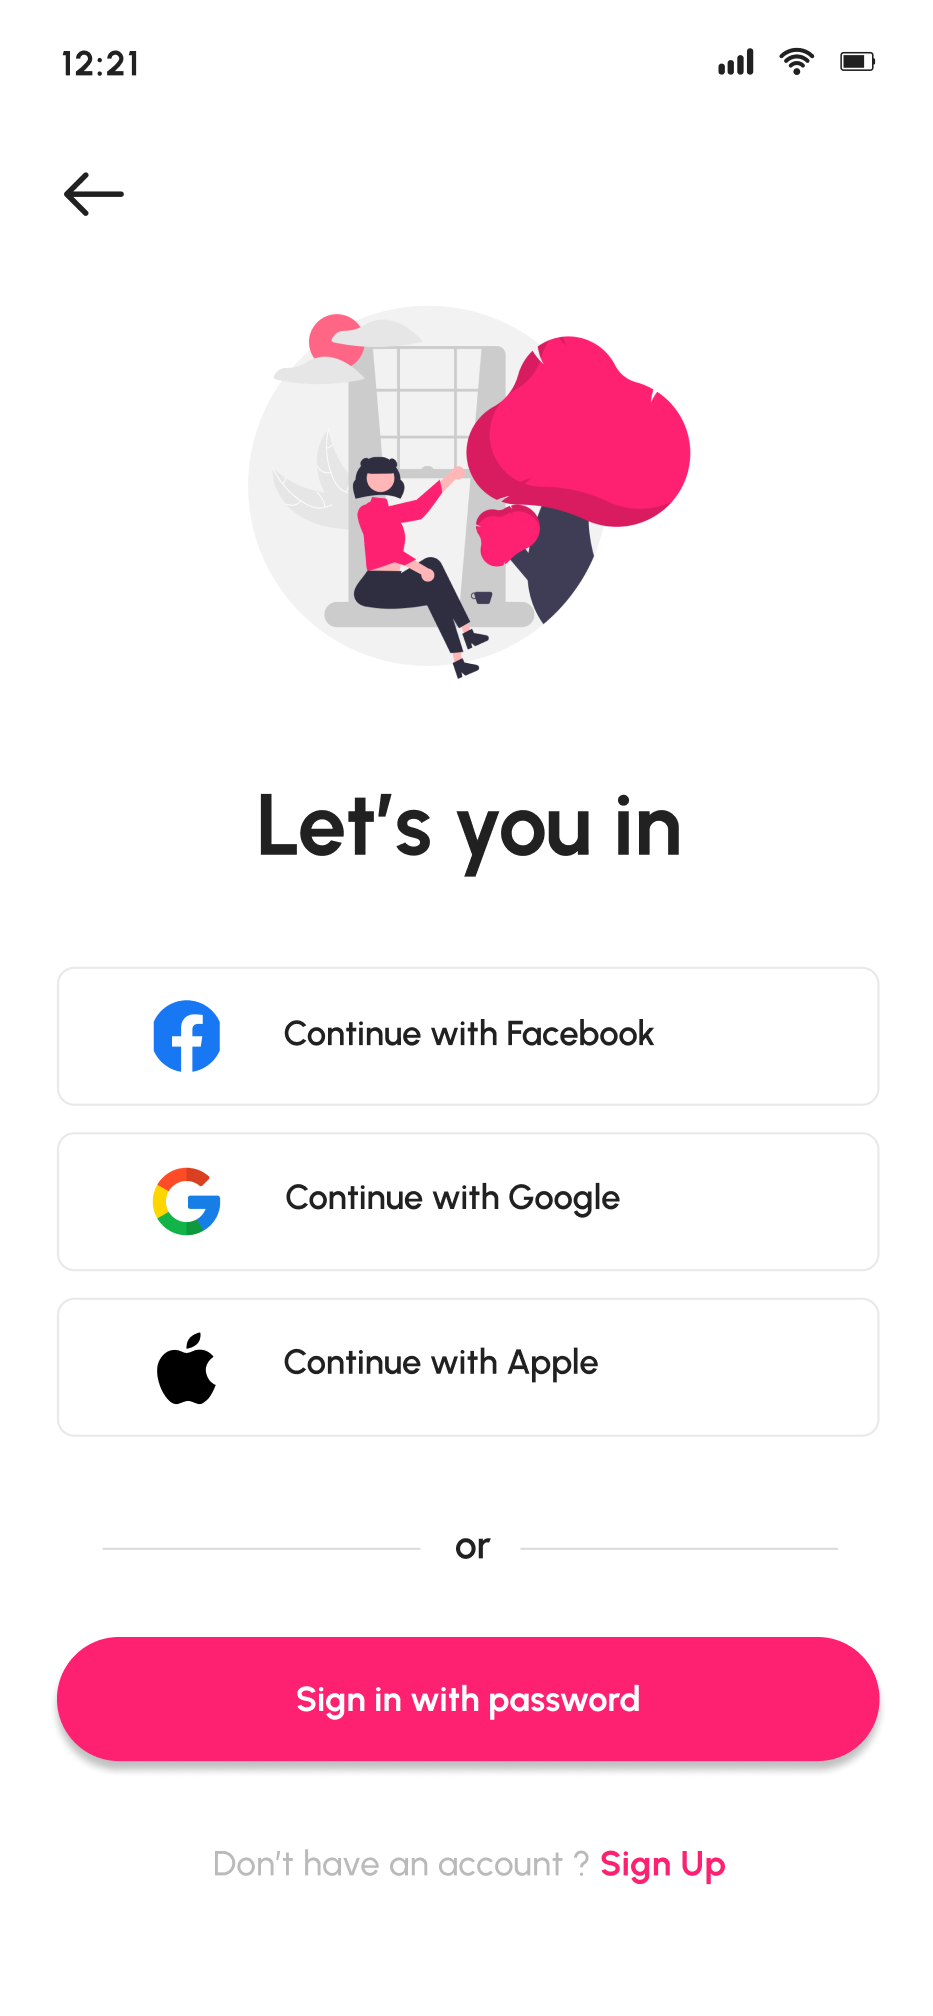 12:21
Let’s you in
Continue with Facebook
Continue with Google
Continue with Apple
or
Sign in with password
Don’t have an account ? Sign Up